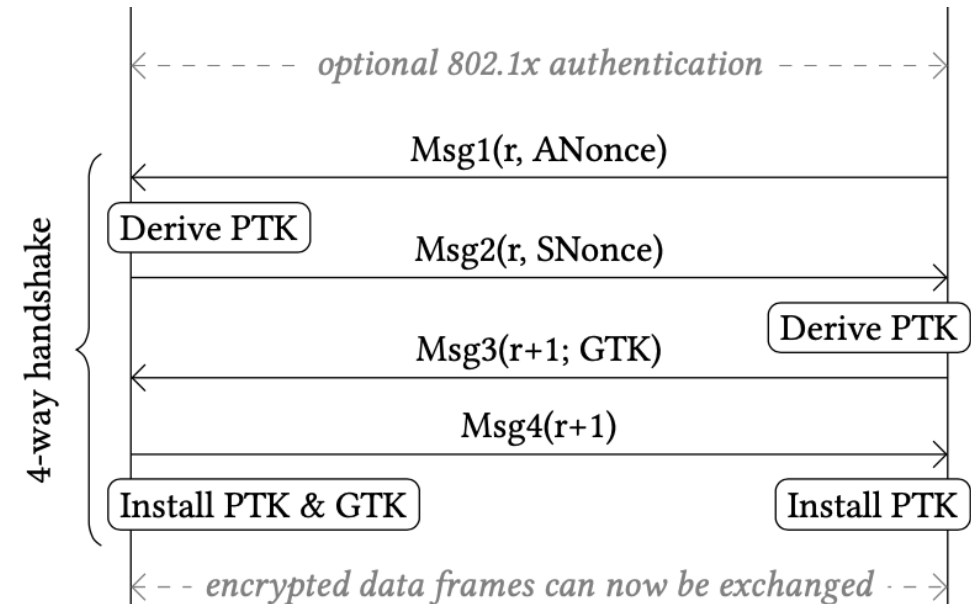 optional 802.1x authentication
Msg1(r, ANonce)
Derive PTK
Msg2(r, SNonce)
Derive PTK
Msg3(r+1; GTK)
Msg4(r+1)
Install PTK & GTK
Install PTK
encrypted data frames can now be exchanged
4-way handshake